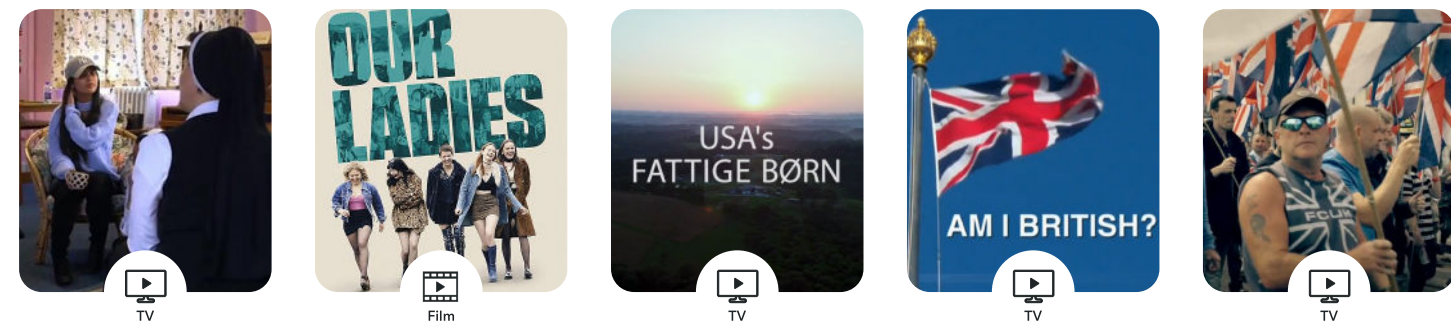 OUR
LADIES
USA's
FATTIGE BØRN
AM I BRITISH?
FCUK
TV
Film
TV
TV
TV